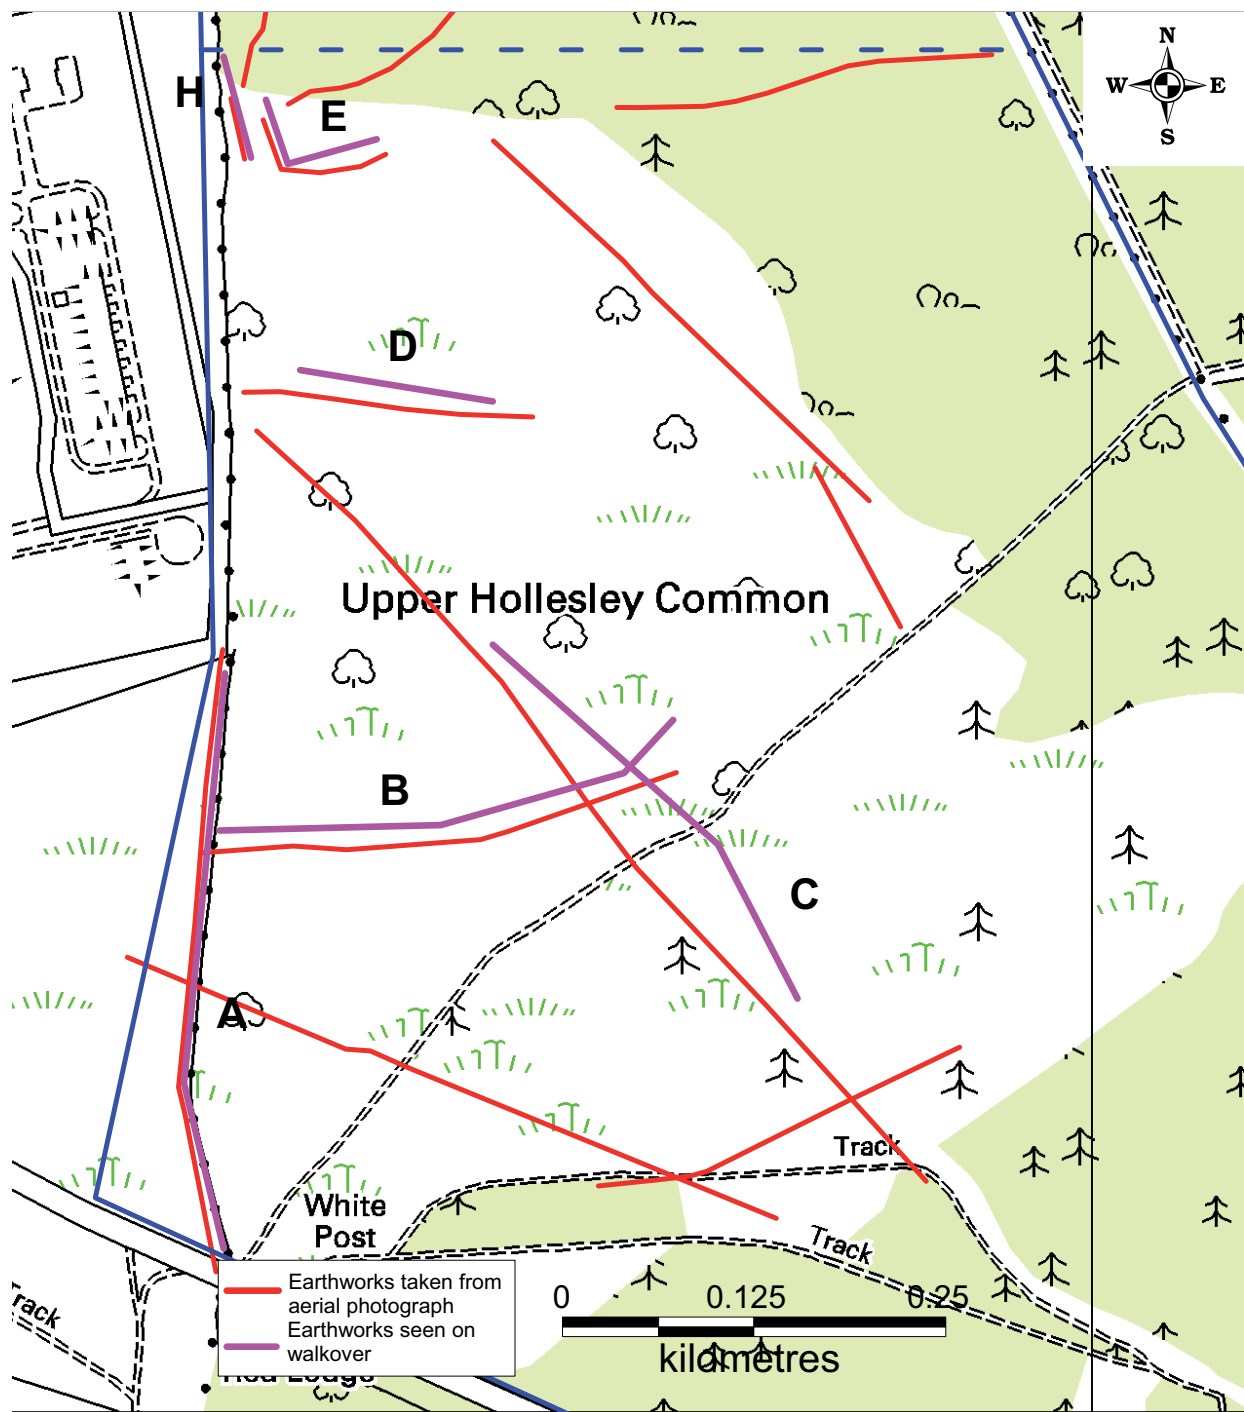 N
W E
S
H
E
D
Upper Hollesley Common
B
C
A
Track
White
Post
Track
Track
Earthworks taken from
aerial photograph
Earthworks seen on
walkover
0 0.125 0.25
kilometres